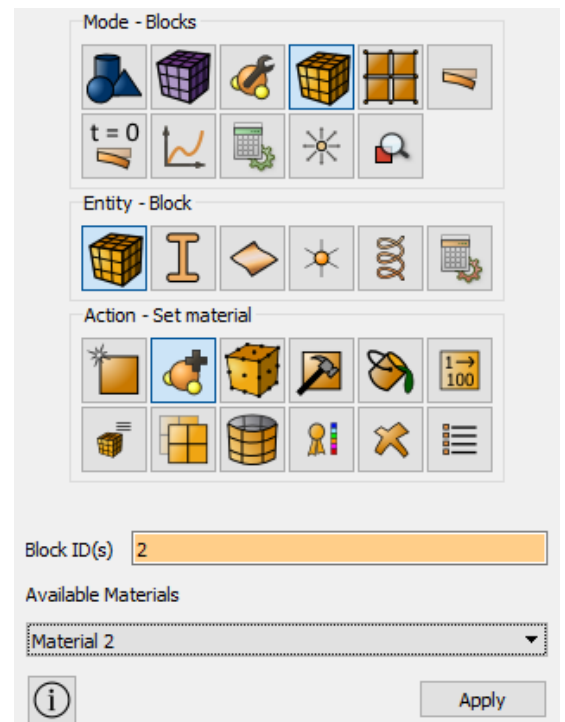 Mode - Blocks
t = 0
Entity - Block
Action - Set material
1→
100
Block ID(s) 2
Available Materials
Material 2
i Apply